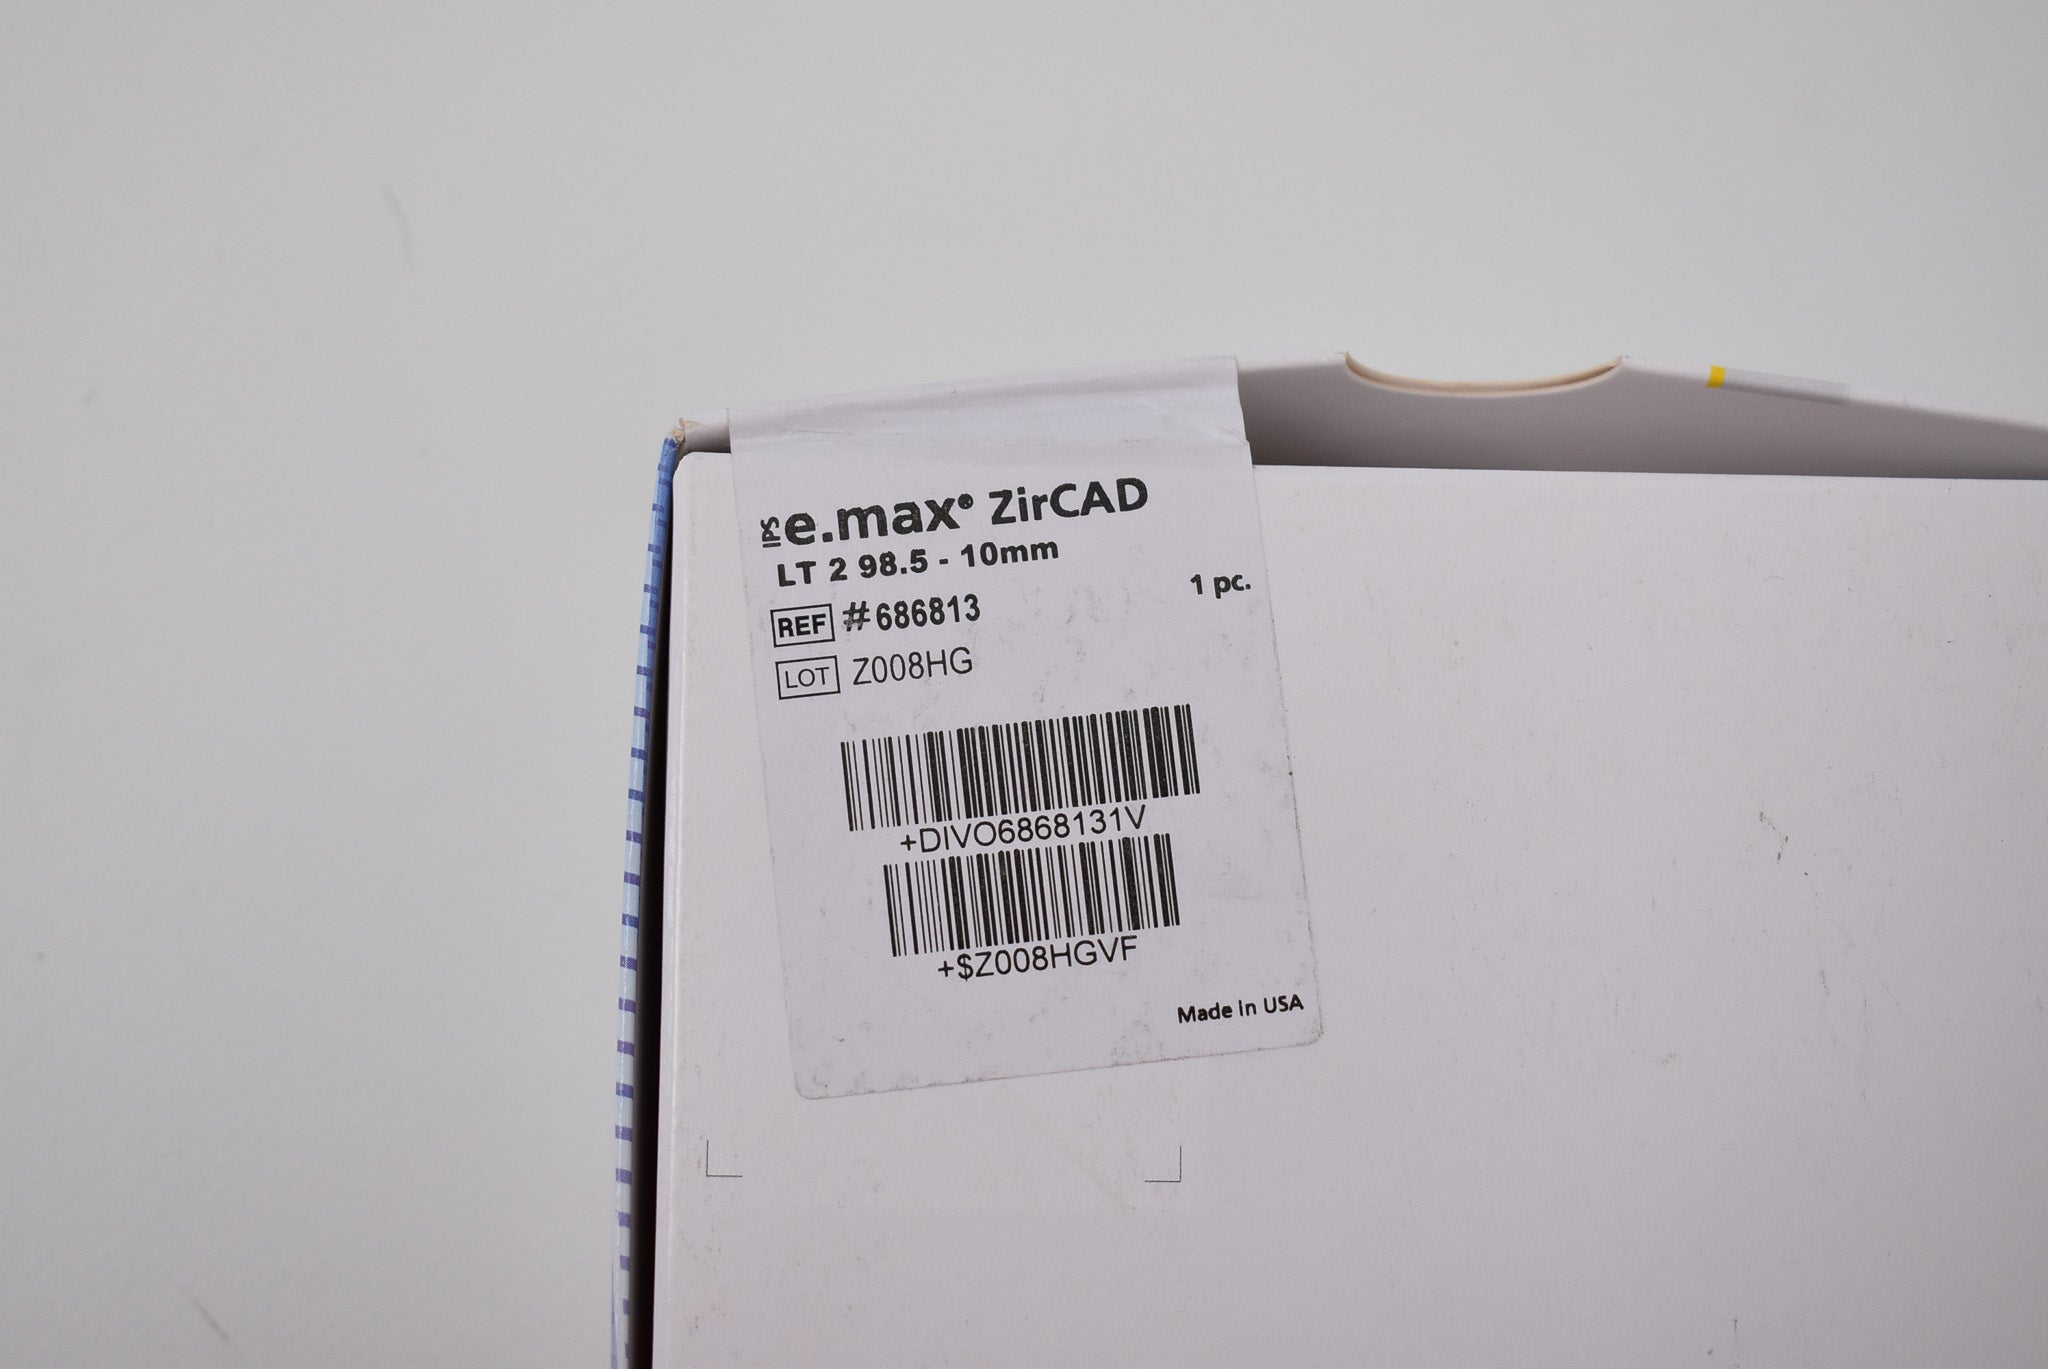 IPS e.max® ZirCAD
LT 2 98.5 - 10mm
1 pc.
REF #686813
LOT Z008HG
+DIVO6868131V
+$Z008HGVF
Made in USA